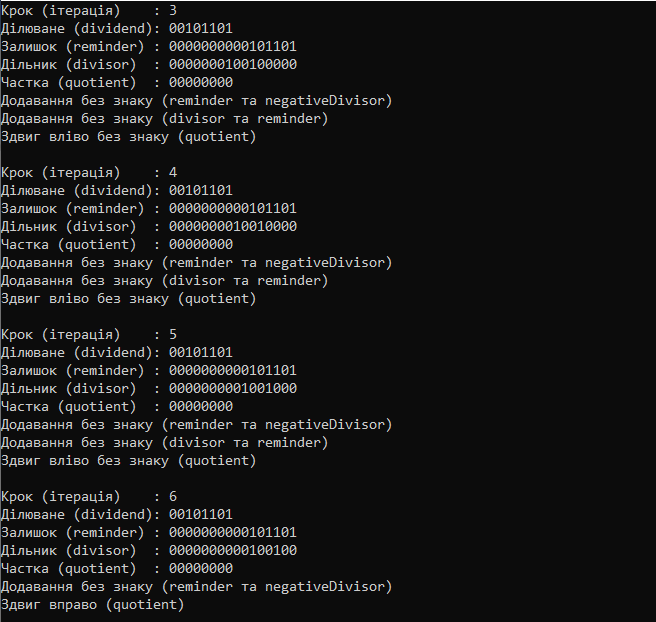 Крок (ітерація)    : 3
Ділюване (dividend): 00101101
Залишок (reminder) : 0000000000101101
Дільник (divisor)  : 0000000100100000
Частка (quotient)  : 00000000
Додавання без знаку (reminder та negativeDivisor)
Додавання без знаку (divisor та reminder)
Здвиг вліво без знаку (quotient)

Крок (ітерація)    : 4
Ділюване (dividend): 00101101
Залишок (reminder) : 0000000000101101
Дільник (divisor)  : 0000000010010000
Частка (quotient)  : 00000000
Додавання без знаку (reminder та negativeDivisor)
Додавання без знаку (divisor та reminder)
Здвиг вліво без знаку (quotient)

Крок (ітерація)    : 5
Ділюване (dividend): 00101101
Залишок (reminder) : 0000000000101101
Дільник (divisor)  : 0000000001001000
Частка (quotient)  : 00000000
Додавання без знаку (reminder та negativeDivisor)
Додавання без знаку (divisor та reminder)
Здвиг вліво без знаку (quotient)

Крок (ітерація)    : 6
Ділюване (dividend): 00101101
Залишок (reminder) : 0000000000101101
Дільник (divisor)  : 0000000000100100
Частка (quotient)  : 00000000
Додавання без знаку (reminder та negativeDivisor)
Здвиг вправо (quotient)